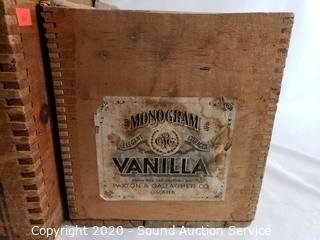 MONOGRAM
VANILLA
PAXTON & GALLAGHER CO.
OMAHA
Copyright 2020 - Sound Auction Service